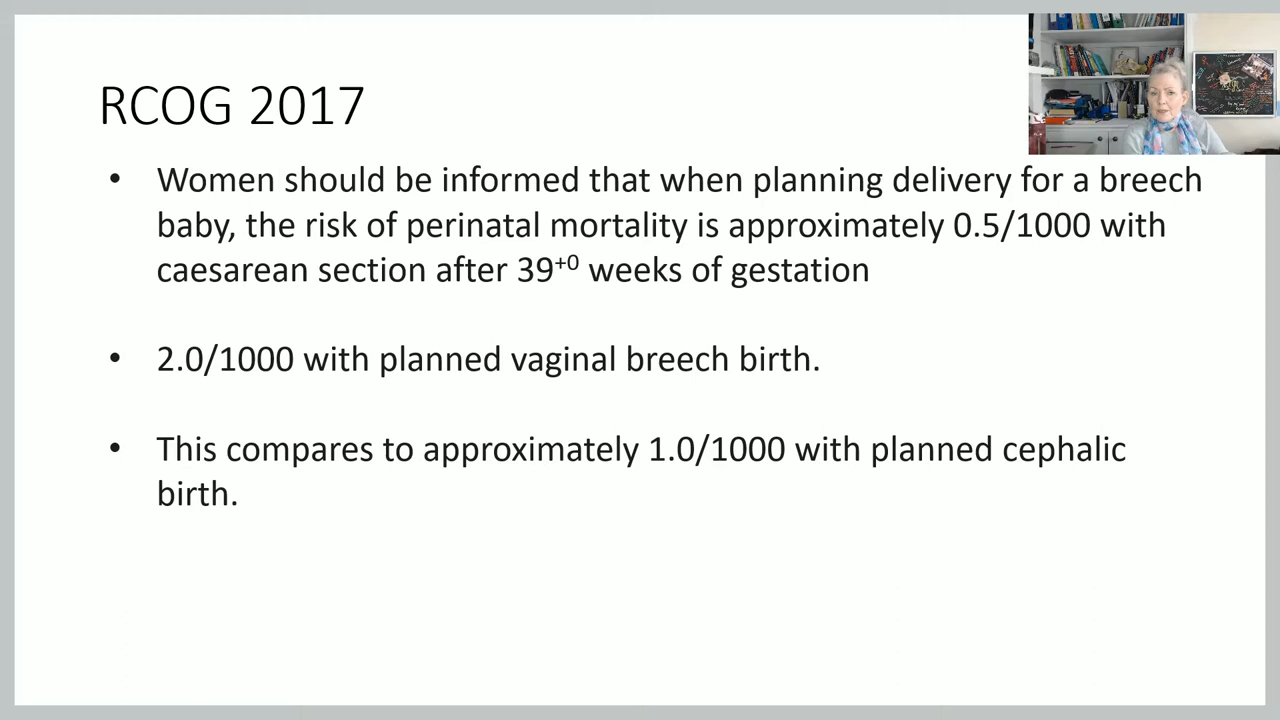 RCOG 2017
• Women should be informed that when planning delivery for a breech
baby, the risk of perinatal mortality is approximately 0.5/1000 with
caesarean section after 39⁺⁰ weeks of gestation
• 2.0/1000 with planned vaginal breech birth.
• This compares to approximately 1.0/1000 with planned cephalic
birth.